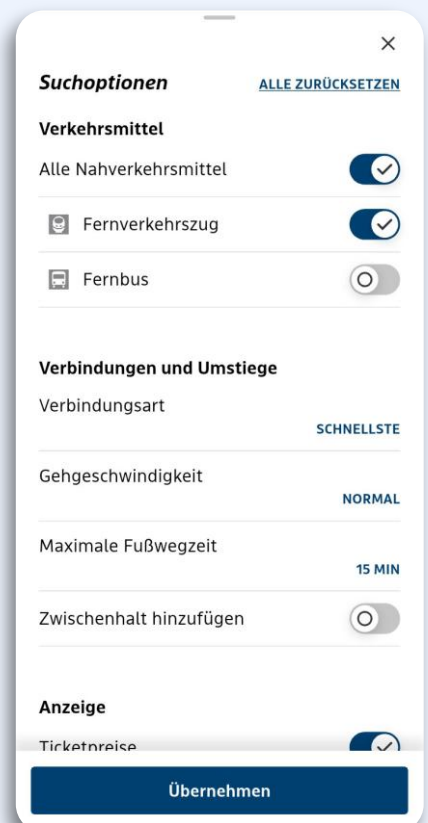 Suchoptionen
ALLE ZURÜCKSETZEN
Verkehrsmittel
Alle Nahverkehrsmittel
Fernverkehrszug
Fernbus
Verbindungen und Umstiege
Verbindungsart
SCHNELLSTE
Gehgeschwindigkeit
NORMAL
Maximale Fußwegzeit
15 MIN
Zwischenhalt hinzufügen
Anzeige
Ticketpreise
Übernehmen